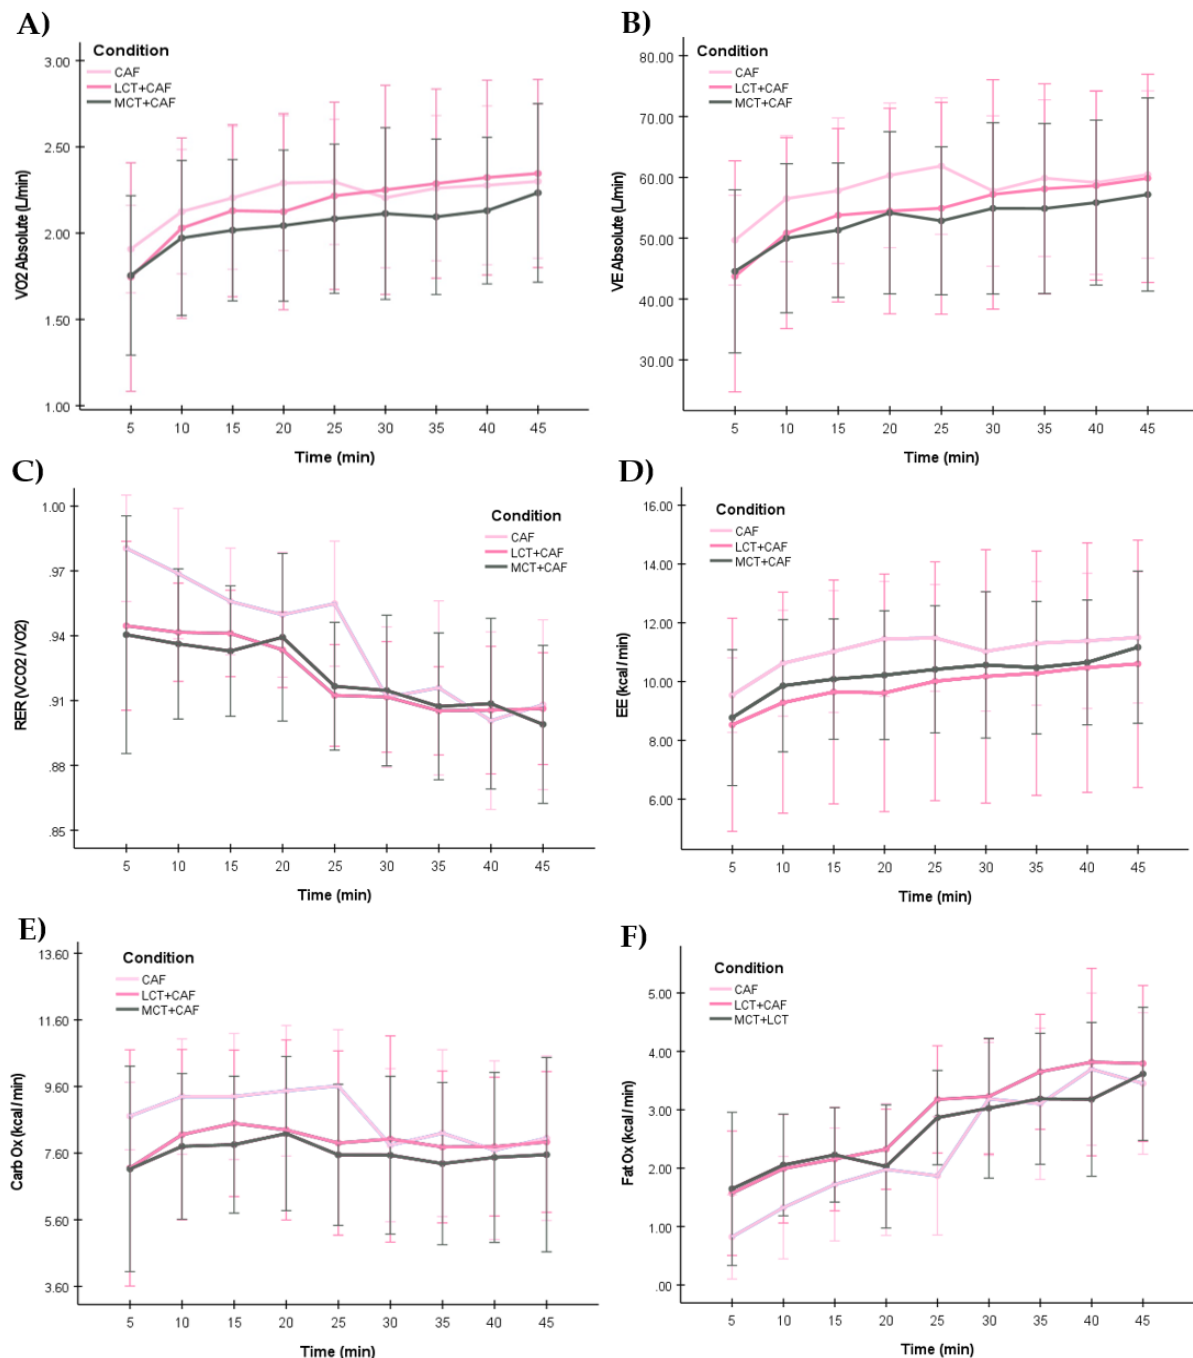 A)
Condition
CAF
LCT+CAF
MCT+CAF
VO2 Absolute (L/min)
3.00
2.50
2.00
1.50
1.00
5 10 15 20 25 30 35 40 45
Time (min)
B)
Condition
CAF
LCT+CAF
MCT+CAF
VE Absolute (L/min)
80.00
70.00
60.00
50.00
40.00
30.00
5 10 15 20 25 30 35 40 45
Time (min)
C)
Condition
CAF
LCT+CAF
MCT+CAF
RER (VCO2 / VO2)
1.00
.97
.94
.91
.88
.85
5 10 15 20 25 30 35 40 45
Time (min)
D)
Condition
CAF
LCT+CAF
MCT+CAF
EE (kcal / min)
16.00
14.00
12.00
10.00
8.00
6.00
5 10 15 20 25 30 35 40 45
Time (min)
E)
Condition
CAF
LCT+CAF
MCT+CAF
Carb Ox (kcal / min)
13.60
11.60
9.60
7.60
5.60
3.60
5 10 15 20 25 30 35 40 45
Time (min)
F)
Condition
CAF
LCT+CAF
MCT+LCT
Fat Ox (kcal / min)
5.00
4.00
3.00
2.00
1.00
.00
5 10 15 20 25 30 35 40 45
Time (min)